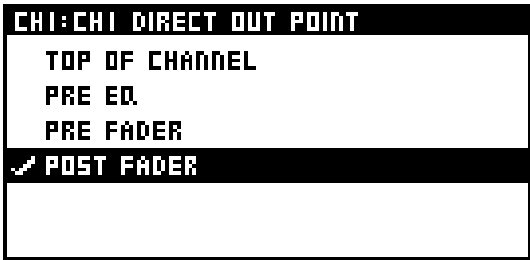 CH1:CH1 DIRECT OUT POINT
TOP OF CHANNEL
PRE EQ
PRE FADER
POST FADER